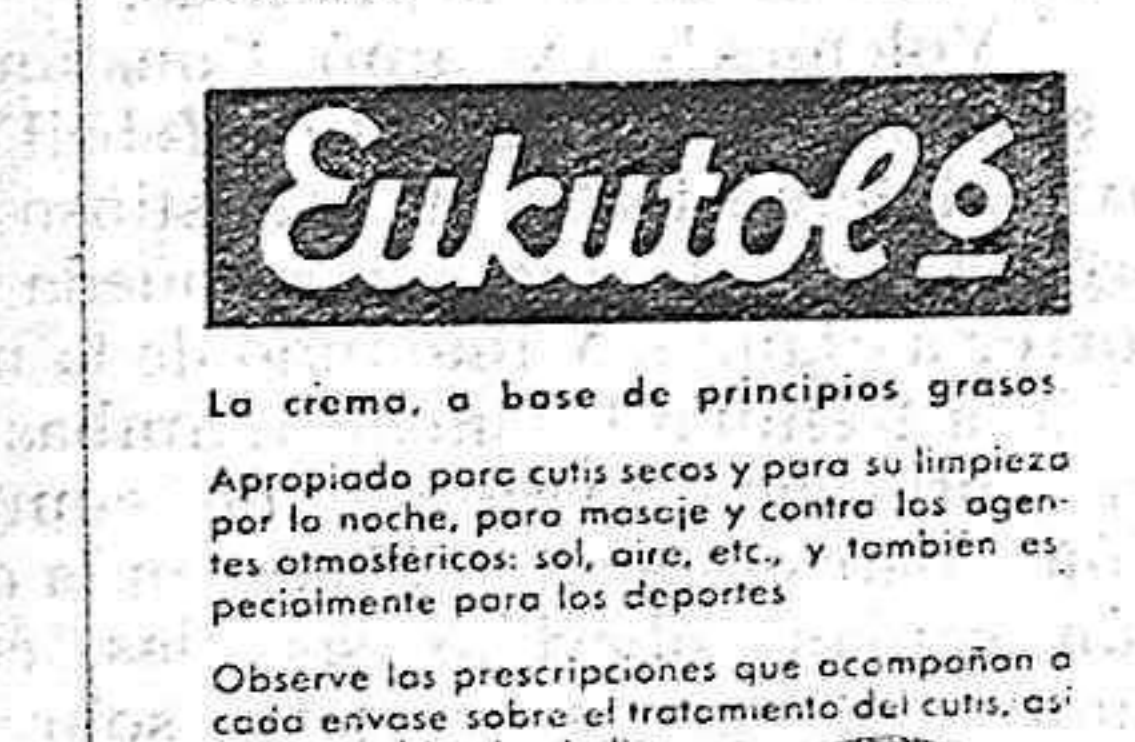 Eukutol 6
La crema, a base de principios grasos
Apropiada para cutis secos y para su limpieza
por la noche, para masaje y contra los agen-
tes atmosféricos: sol, aire, etc., y también es-
pecialmente para los deportes
Observe las prescripciones que acompañan a
cada envase sobre el tratamiento del cutis, así